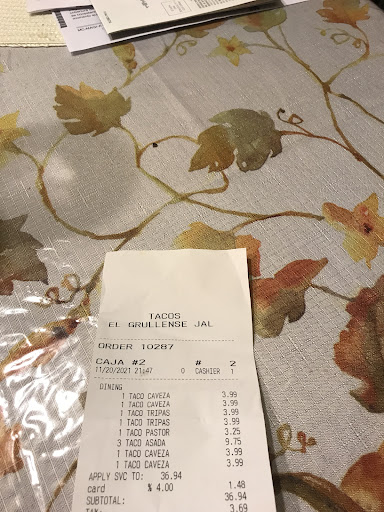 TACOS
EL GRULLENSE JAL
ORDER 10287
CAJA #2 # 2
11/20/2021 21:47 0 CASHIER 1
DINING
1 TACO CAVEZA 3.99
1 TACO CAVEZA 3.99
1 TACO TRIPAS 3.99
1 TACO TRIPAS 3.99
1 TACO PASTOR 3.25
3 TACO ASADA 9.75
1 TACO CAVEZA 3.99
1 TACO CAVEZA 3.99
APPLY SVC TO: 36.94
card % 4.00 1.48
SUBTOTAL: 36.94
TAX: 3.69